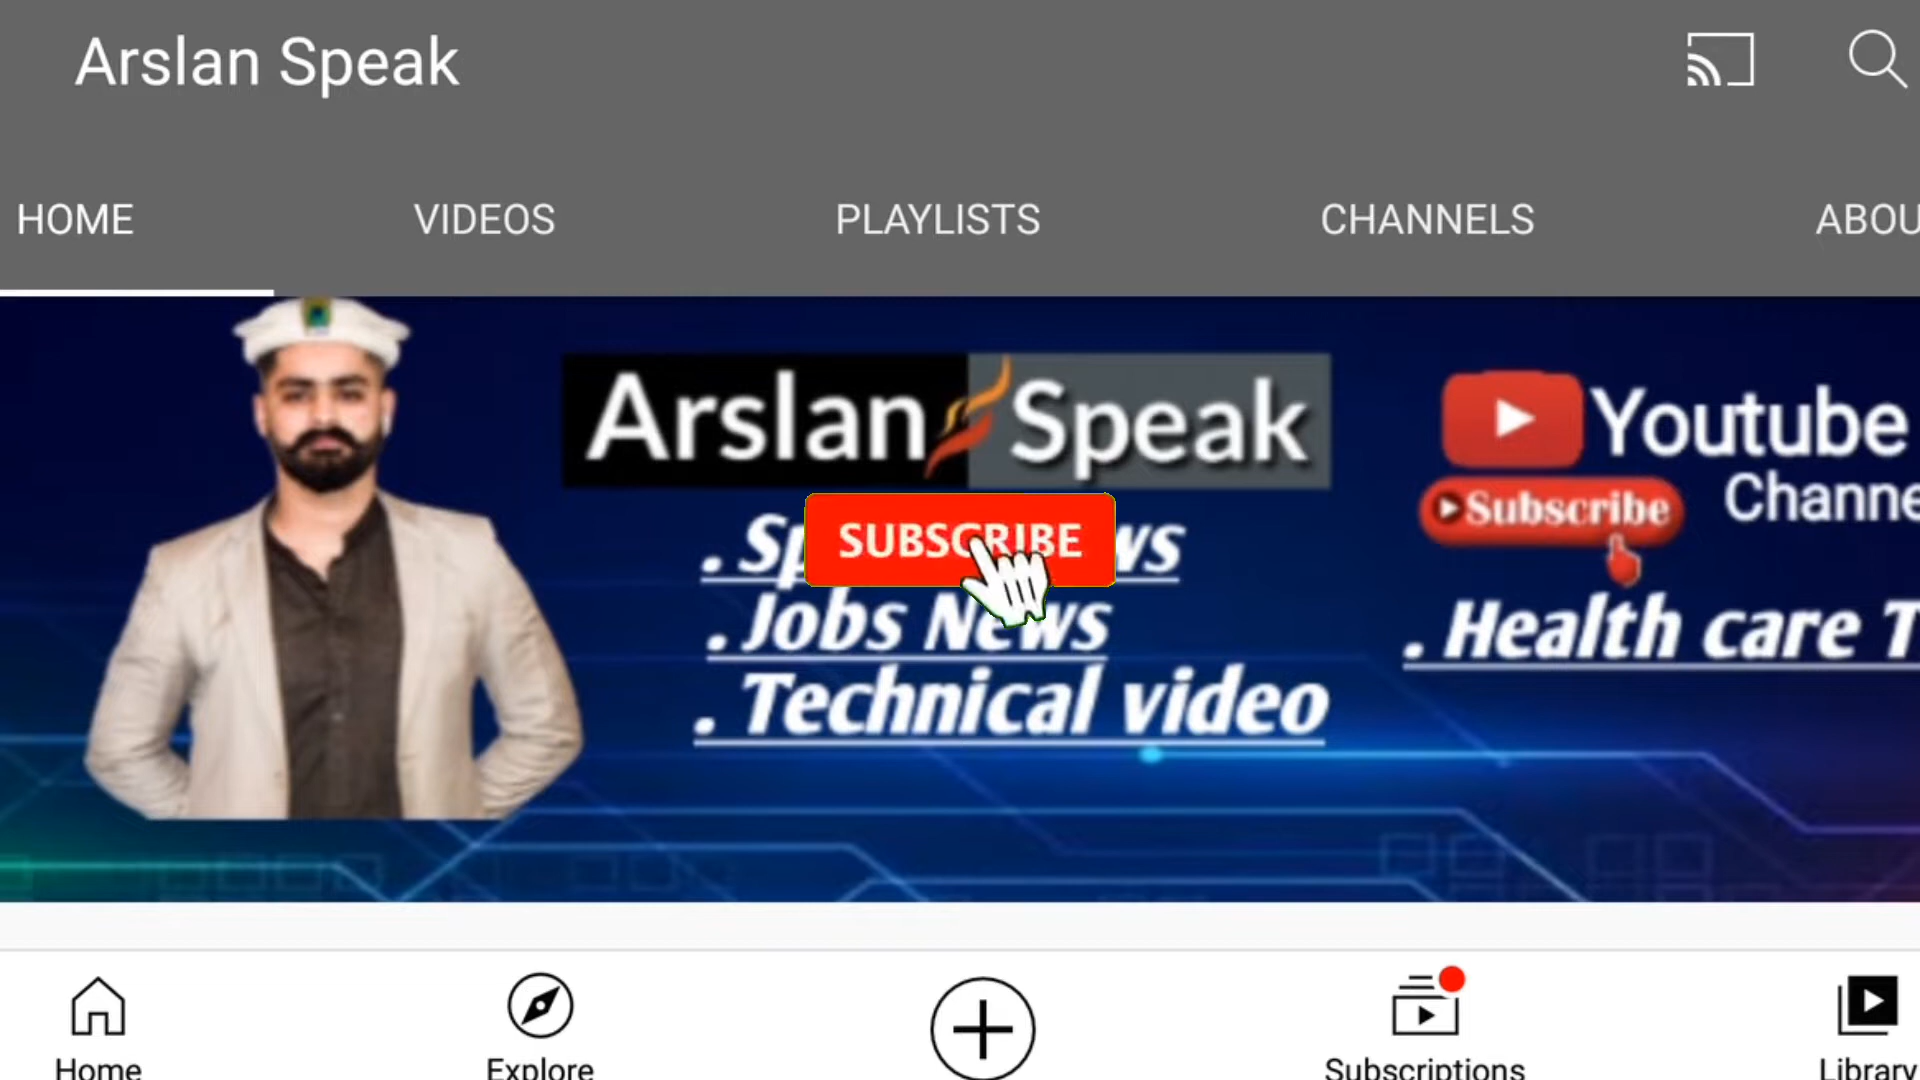 Arslan Speak
HOME VIDEOS PLAYLISTS CHANNELS ABOU
Arslan Speak
Youtube
SUBSCRIBE
Subscribe
Channe
. Jobs News
. Health care T
. Technical video
Home Explore Subscriptions Library